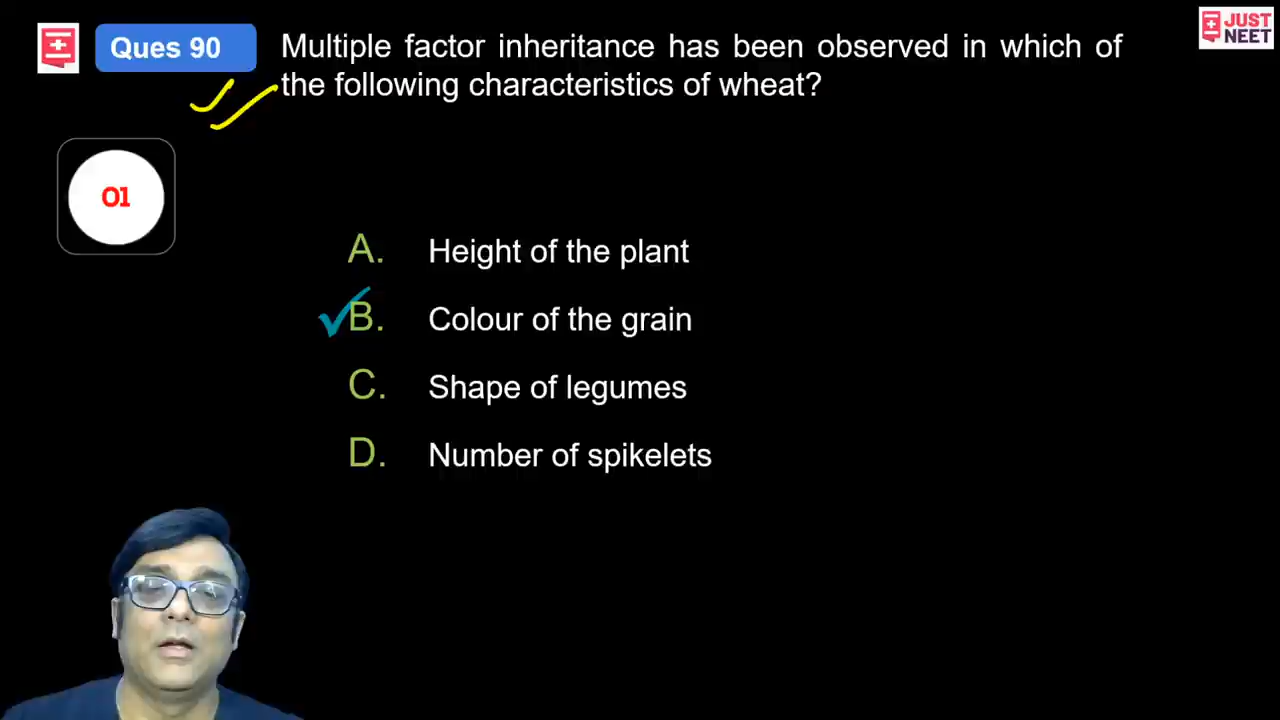 Ques 90
Multiple factor inheritance has been observed in which of
the following characteristics of wheat?
JUST
NEET
01
A. Height of the plant
B. Colour of the grain
C. Shape of legumes
D. Number of spikelets